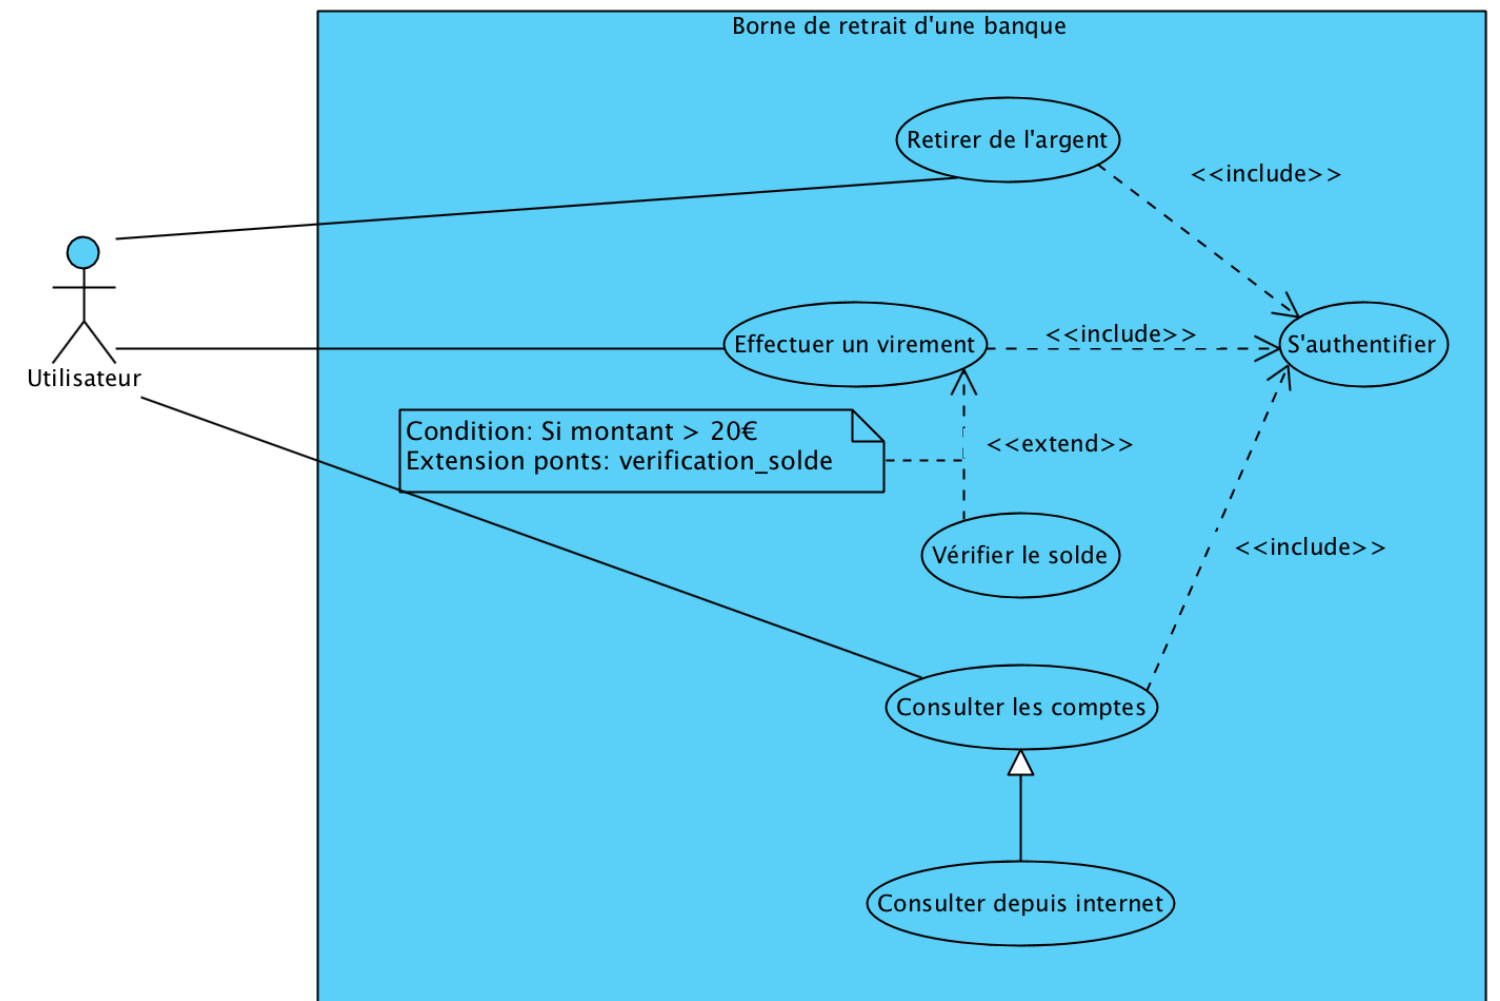 Borne de retrait d'une banque
Retirer de l'argent
<<include>>
Utilisateur
Effectuer un virement
<<include>>
S'authentifier
Condition: Si montant > 20€
Extension ponts: verification_solde
<<extend>>
Vérifier le solde
<<include>>
Consulter les comptes
Consulter depuis internet